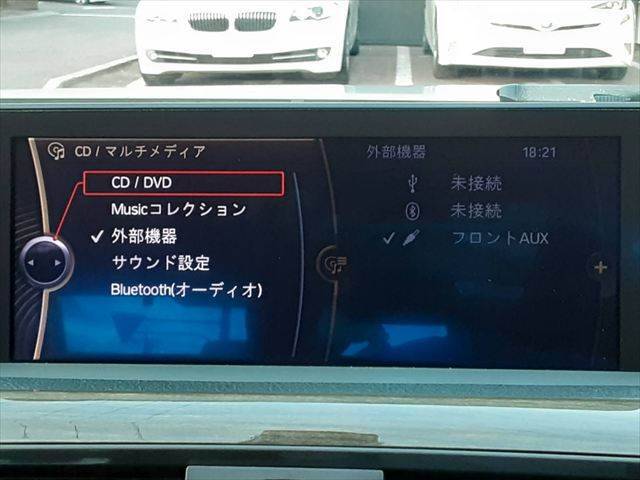 CD / マルチメディア
CD / DVD
Musicコレクション
外部機器
サウンド設定
Bluetooth(オーディオ)
外部機器 18:21
未接続
未接続
フロントAUX